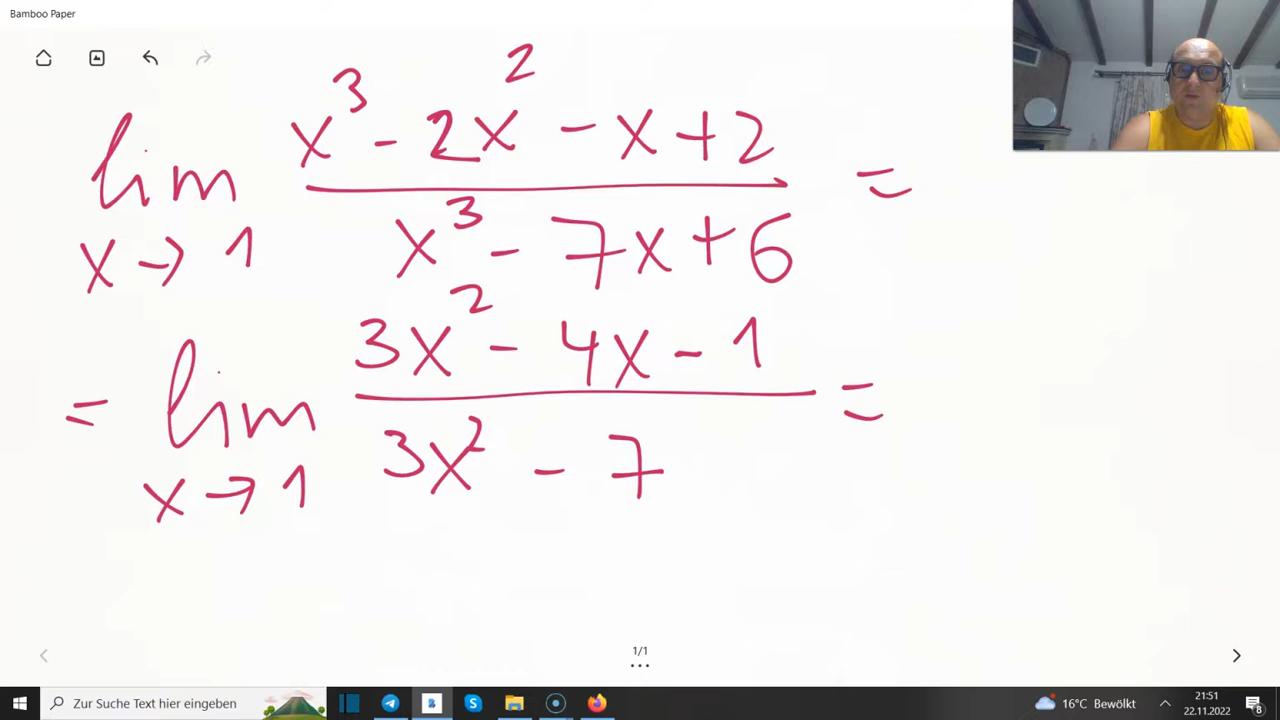 Bamboo Paper
lim x→1 (x³ - 2x² - x + 2) / (x³ - 7x + 6) =
= lim x→1 (3x² - 4x - 1) / (3x² - 7) =
1/1
Zur Suche Text hier eingeben
16°C Bewölkt
21:51
22.11.2022
8